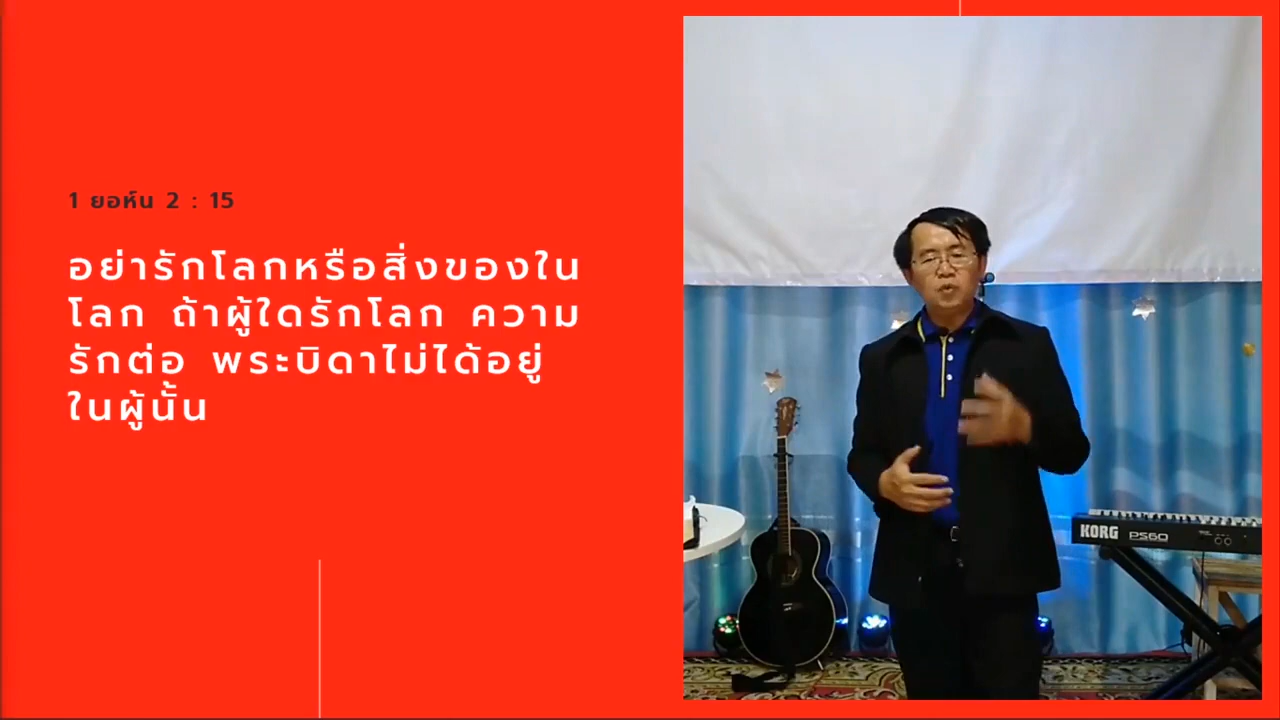 1 ยอห์น 2 : 15
อย่ารักโลกหรือสิ่งของใน
โลก ถ้าผู้ใดรักโลก ความ
รักต่อ พระบิดาไม่ได้อยู่
ในผู้นั้น
KORG PS60